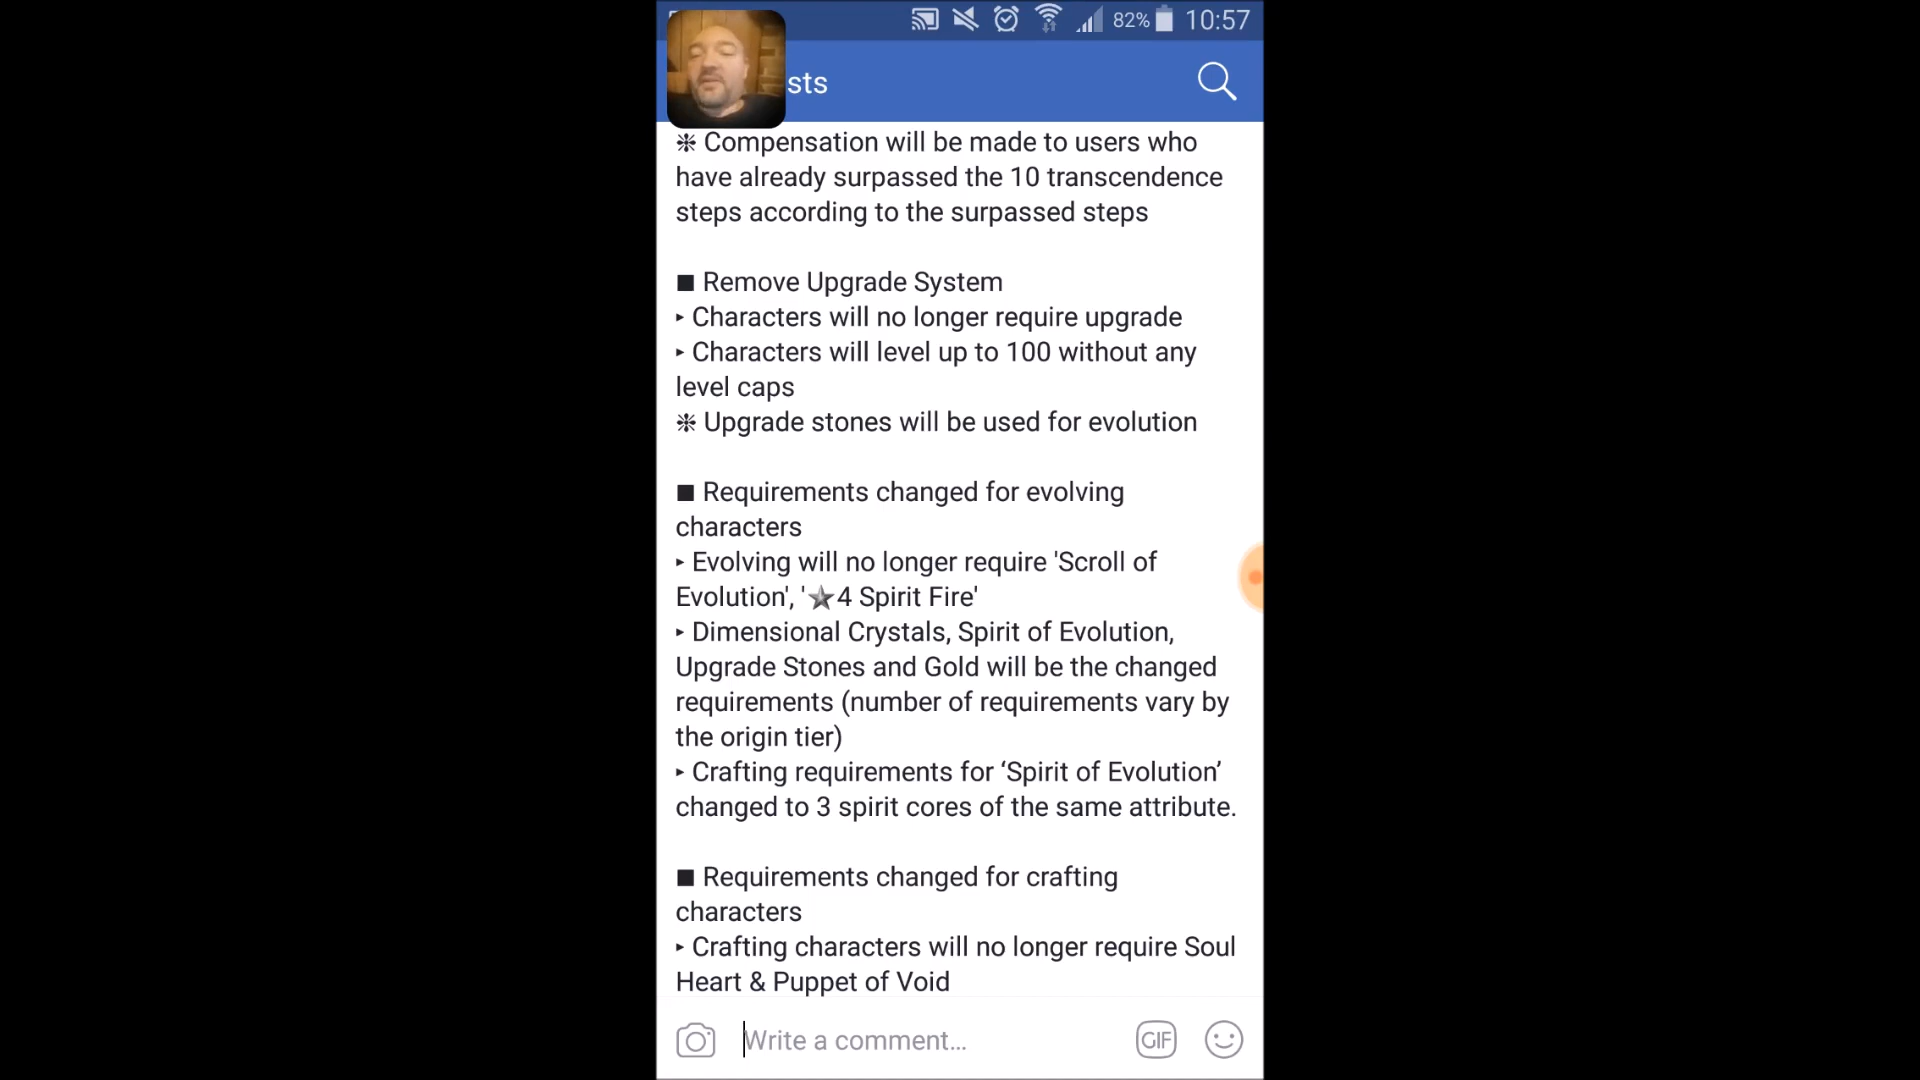 82% 10:57
sts
❈ Compensation will be made to users who
have already surpassed the 10 transcendence
steps according to the surpassed steps
■ Remove Upgrade System
‣ Characters will no longer require upgrade
‣ Characters will level up to 100 without any
level caps
❈ Upgrade stones will be used for evolution
■ Requirements changed for evolving
characters
‣ Evolving will no longer require 'Scroll of
Evolution', '★4 Spirit Fire'
‣ Dimensional Crystals, Spirit of Evolution,
Upgrade Stones and Gold will be the changed
requirements (number of requirements vary by
the origin tier)
‣ Crafting requirements for ‘Spirit of Evolution’
changed to 3 spirit cores of the same attribute.
■ Requirements changed for crafting
characters
‣ Crafting characters will no longer require Soul
Heart & Puppet of Void
Write a comment...
GIF